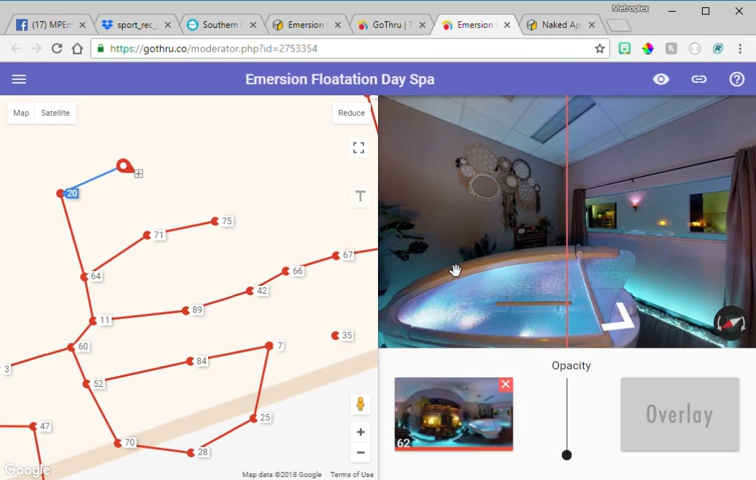 Metroplex
(17) MPEm
sport_rec_
Southern
Emersion
GoThru | T
Emersion
Naked Ap
https://gothru.co/moderator.php?id=2753354
Emersion Floatation Day Spa
Map
Satellite
Reduce
T
20
75
71
67
64
66
42
11
89
35
60
7
84
3
52
25
47
70
28
Google
Map data ©2018 Google
Terms of Use
Opacity
62
Overlay